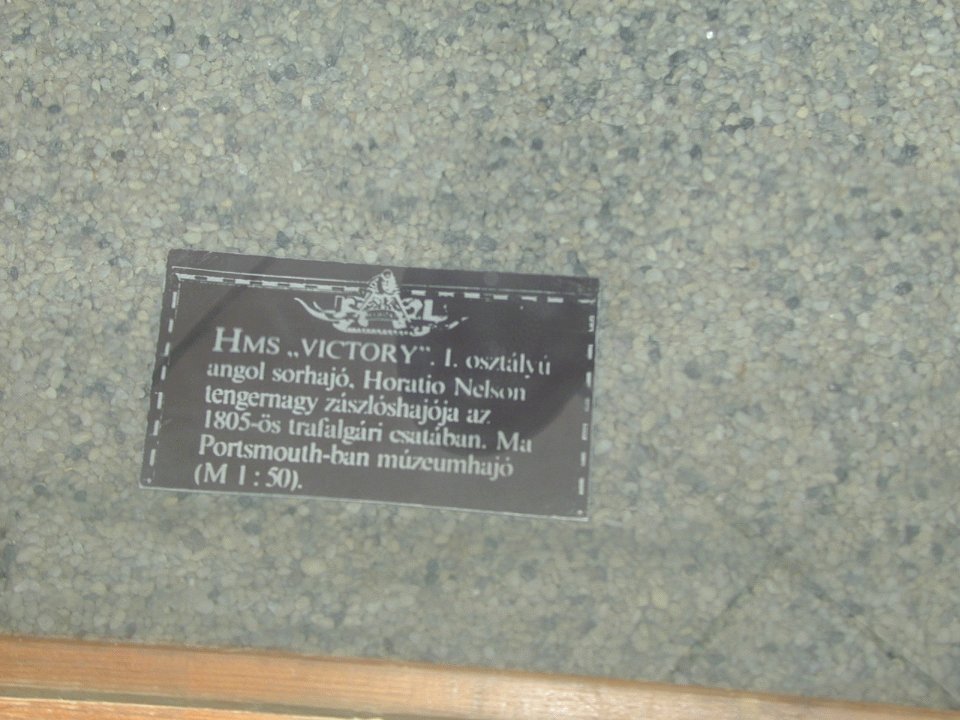 HMS „VICTORY”. I. osztályú
angol sorhajó, Horatio Nelson
tengernagy zászlóshajója az
1805-ös trafalgári csatában. Ma
Portsmouth-ban múzeumhajó
(M 1 : 50).